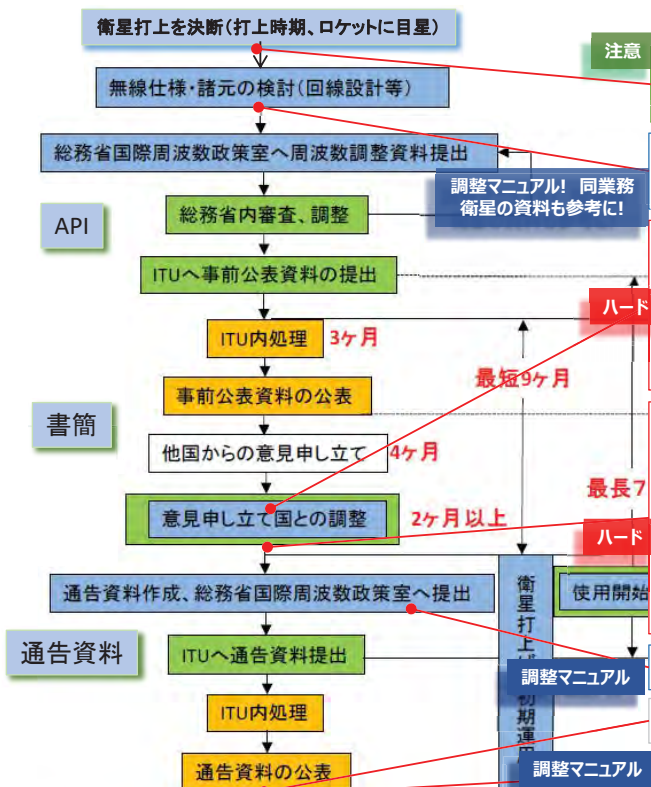 衛星打上を決断(打上時期、ロケットに目星)
注意
無線仕様・諸元の検討(回線設計等)
総務省国際周波数政策室へ周波数調整資料提出
調整マニュアル! 同業務
衛星の資料も参考に!
API
総務省内審査、調整
ITUへ事前公表資料の提出
ハード
ITU内処理
3ヶ月
最短9ヶ月
事前公表資料の公表
書簡
他国からの意見申し立て
4ヶ月
最長7
意見申し立て国との調整
2ヶ月以上
ハード
通告資料作成、総務省国際周波数政策室へ提出
衛星打上げ
初期運用
使用開始
通告資料
ITUへ通告資料提出
調整マニュアル
ITU内処理
調整マニュアル
通告資料の公表